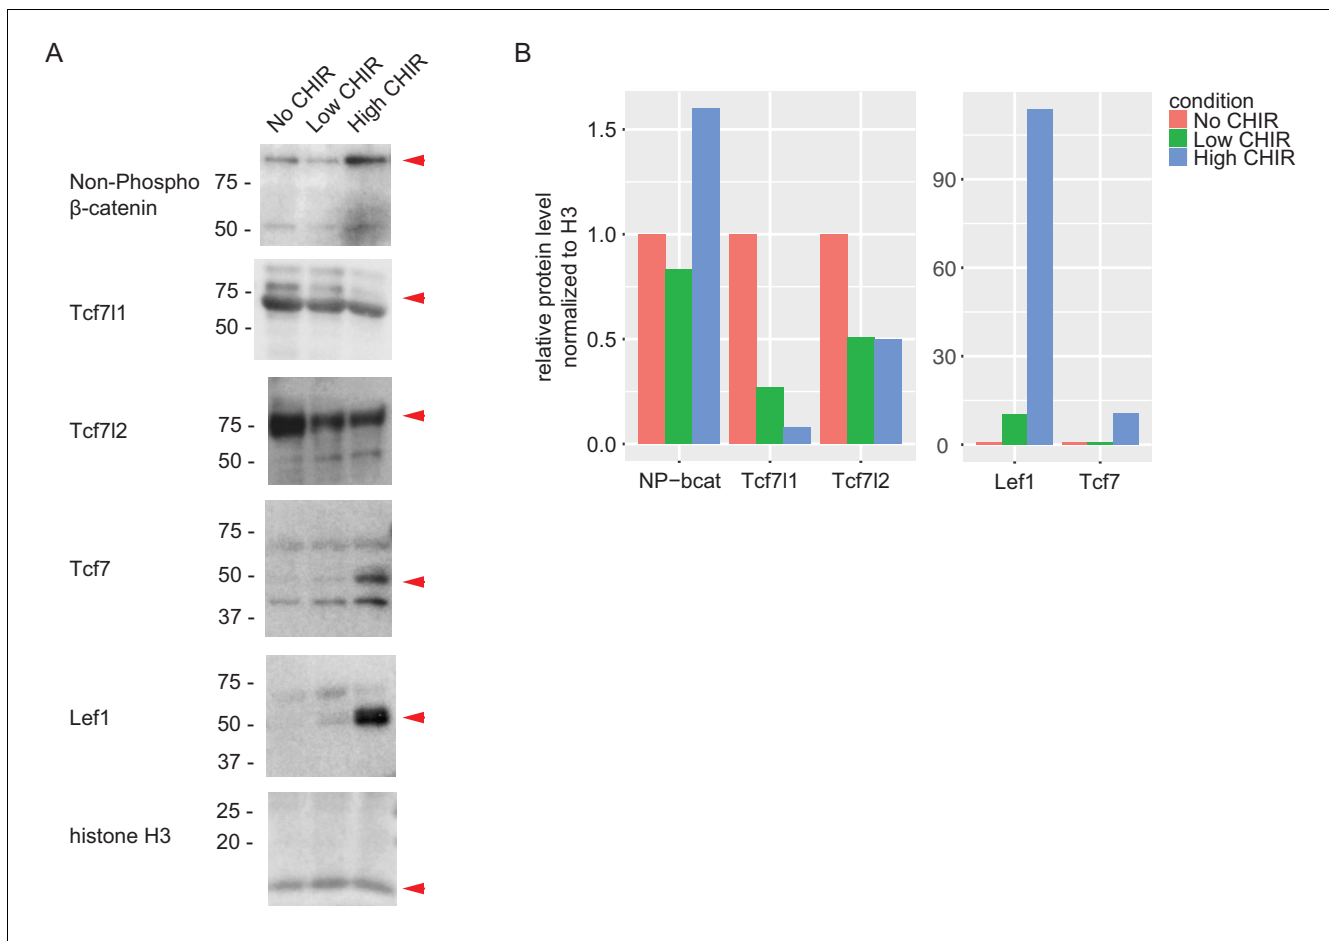 A
No CHIR
Low CHIR
High CHIR
Non-Phospho
β-catenin
75 -
50 -
Tcf7l1
75 -
50 -
Tcf7l2
75 -
50 -
Tcf7
75 -
50 -
37 -
Lef1
75 -
50 -
37 -
histone H3
25 -
20 -
B
relative protein level
normalized to H3
1.5
1.0
0.5
0.0
NP−bcat
Tcf7l1
Tcf7l2
90
60
30
0
Lef1
Tcf7
condition
No CHIR
Low CHIR
High CHIR